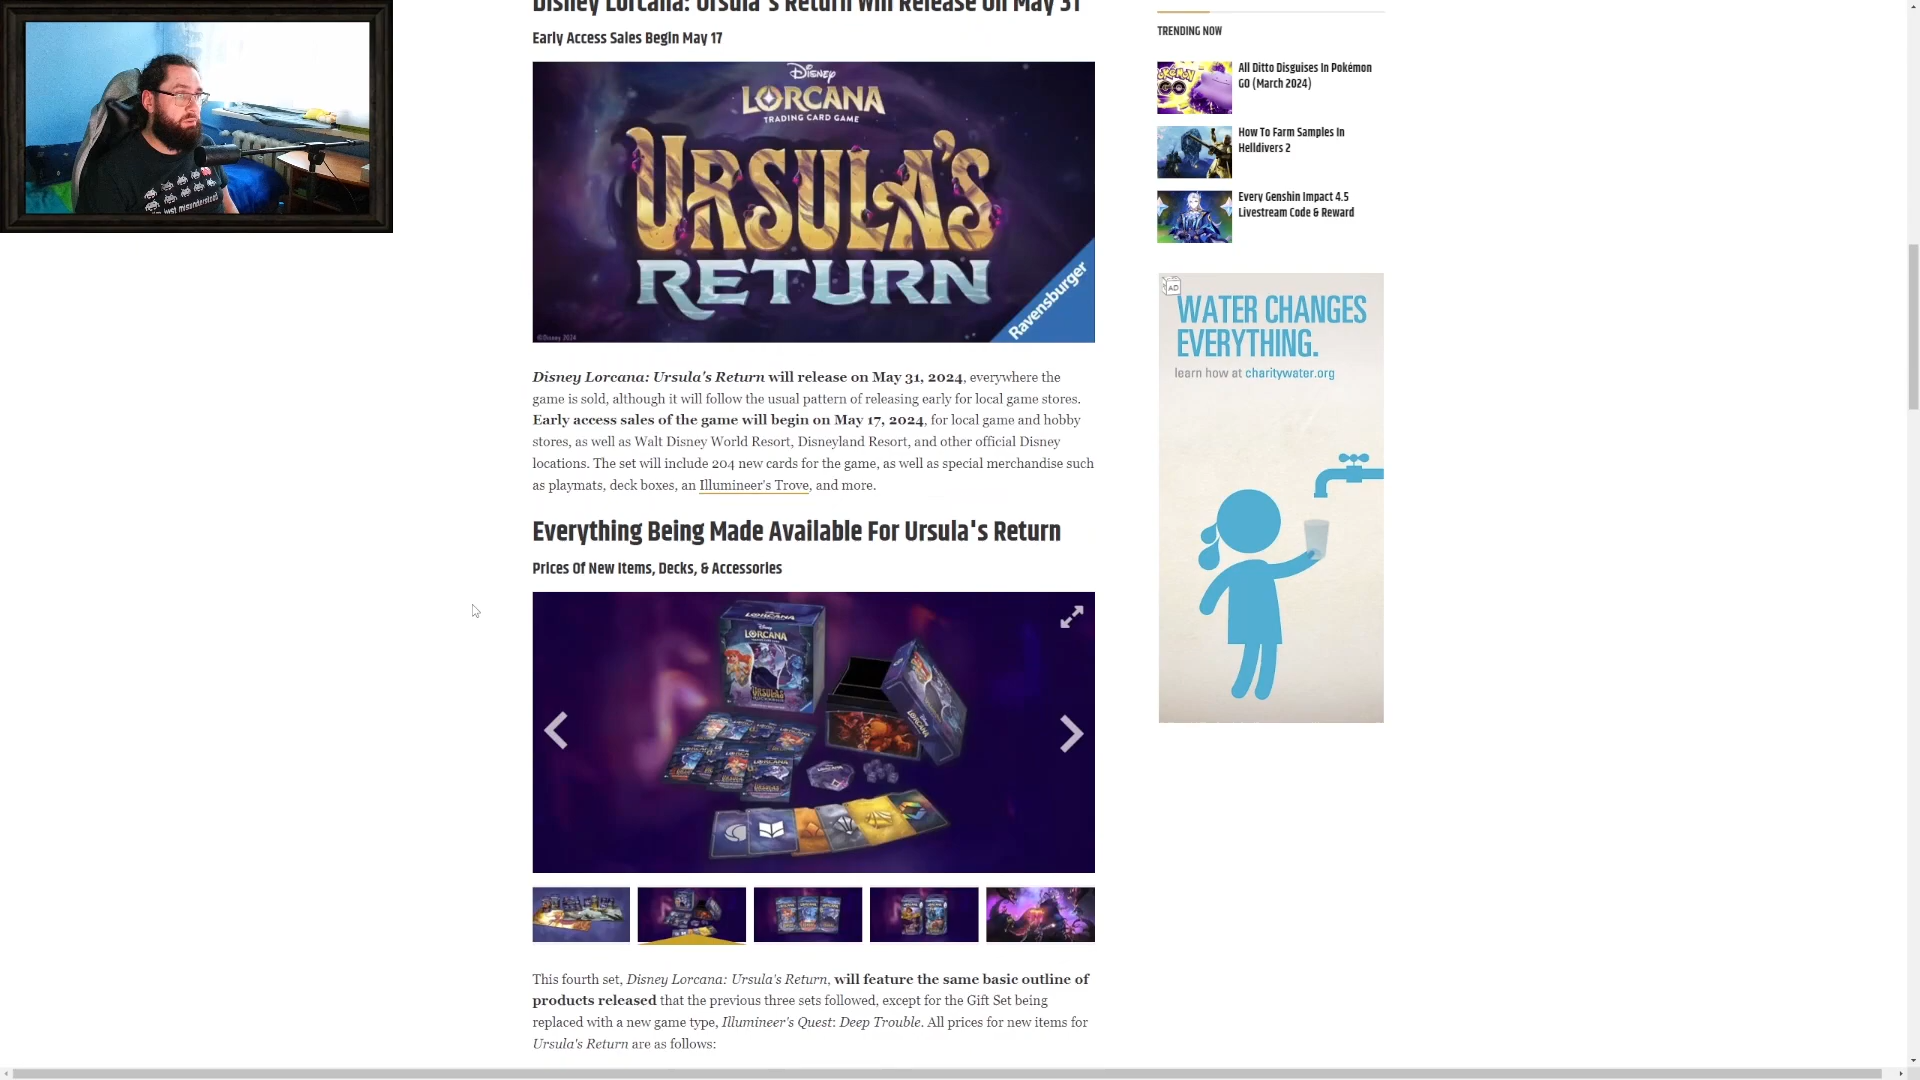 Disney Lorcana: Ursula's Return Will Release On May 31
Early Access Sales Begin May 17
Disney
LORCANA
TRADING CARD GAME
URSULA'S
RETURN
Ravensburger
©Disney 2024
Disney Lorcana: Ursula's Return will release on May 31, 2024, everywhere the
game is sold, although it will follow the usual pattern of releasing early for local game stores.
Early access sales of the game will begin on May 17, 2024, for local game and hobby
stores, as well as Walt Disney World Resort, Disneyland Resort, and other official Disney
locations. The set will include 204 new cards for the game, as well as special merchandise such
as playmats, deck boxes, an Illumineer's Trove, and more.
Everything Being Made Available For Ursula's Return
Prices Of New Items, Decks, & Accessories
LORCANA
Disney
LORCANA
URSULA'S
LORCANA
This fourth set, Disney Lorcana: Ursula's Return, will feature the same basic outline of
products released that the previous three sets followed, except for the Gift Set being
replaced with a new game type, Illumineer's Quest: Deep Trouble. All prices for new items for
Ursula's Return are as follows:
TRENDING NOW
All Ditto Disguises In Pokémon
GO (March 2024)
How To Farm Samples In
Helldivers 2
Every Genshin Impact 4.5
Livestream Code & Reward
AD
WATER CHANGES
EVERYTHING.
learn how at charitywater.org
just misunderstood